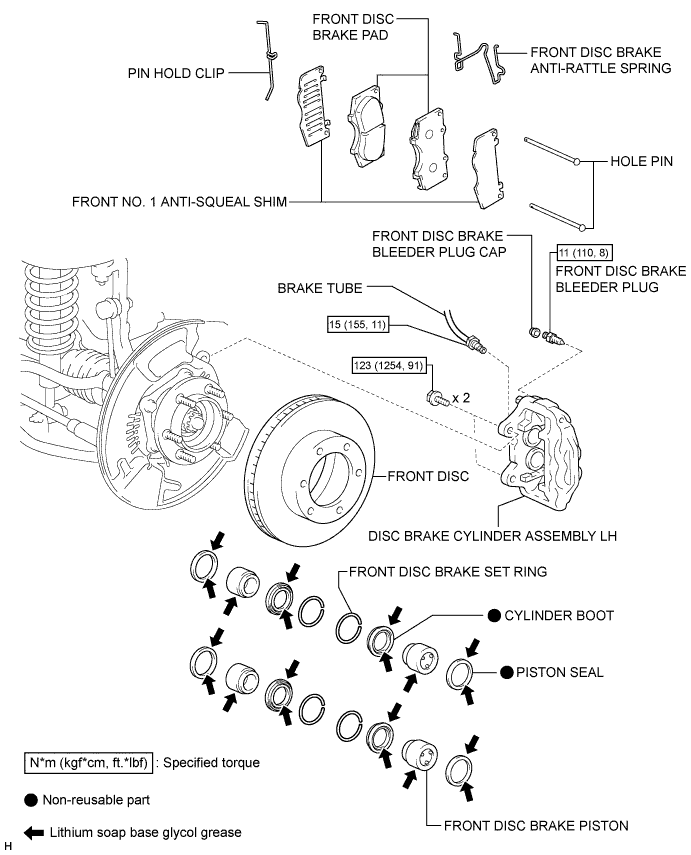 FRONT DISC
BRAKE PAD
FRONT DISC BRAKE
ANTI-RATTLE SPRING
PIN HOLD CLIP
HOLE PIN
FRONT NO. 1 ANTI-SQUEAL SHIM
FRONT DISC BRAKE
BLEEDER PLUG CAP
11 (110, 8)
FRONT DISC BRAKE
BLEEDER PLUG
BRAKE TUBE
15 (155, 11)
123 (1254, 91)
x 2
FRONT DISC
DISC BRAKE CYLINDER ASSEMBLY LH
FRONT DISC BRAKE SET RING
CYLINDER BOOT
PISTON SEAL
N*m (kgf*cm, ft.*lbf) : Specified torque
Non-reusable part
FRONT DISC BRAKE PISTON
Lithium soap base glycol grease
H